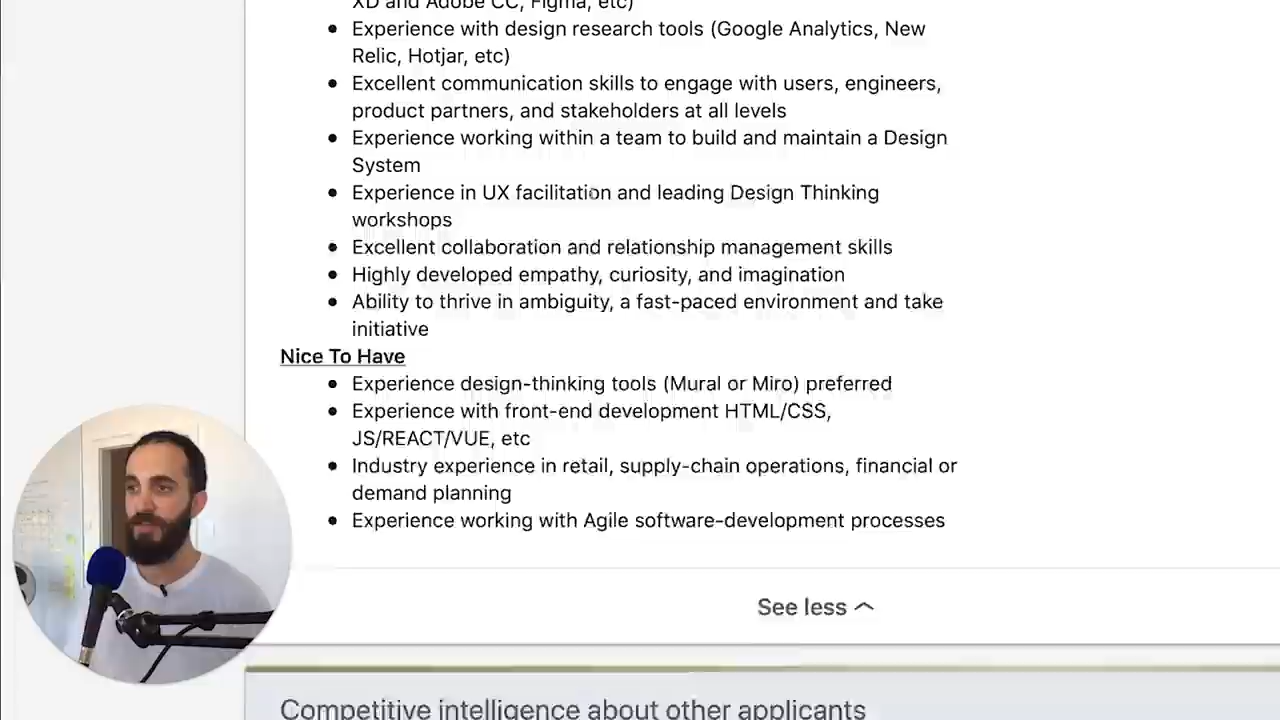 XD and Adobe CC, Figma, etc)
• Experience with design research tools (Google Analytics, New
Relic, Hotjar, etc)
• Excellent communication skills to engage with users, engineers,
product partners, and stakeholders at all levels
• Experience working within a team to build and maintain a Design
System
• Experience in UX facilitation and leading Design Thinking
workshops
• Excellent collaboration and relationship management skills
• Highly developed empathy, curiosity, and imagination
• Ability to thrive in ambiguity, a fast-paced environment and take
initiative
Nice To Have
• Experience design-thinking tools (Mural or Miro) preferred
• Experience with front-end development HTML/CSS,
JS/REACT/VUE, etc
• Industry experience in retail, supply-chain operations, financial or
demand planning
• Experience working with Agile software-development processes
See less
Competitive intelligence about other applicants